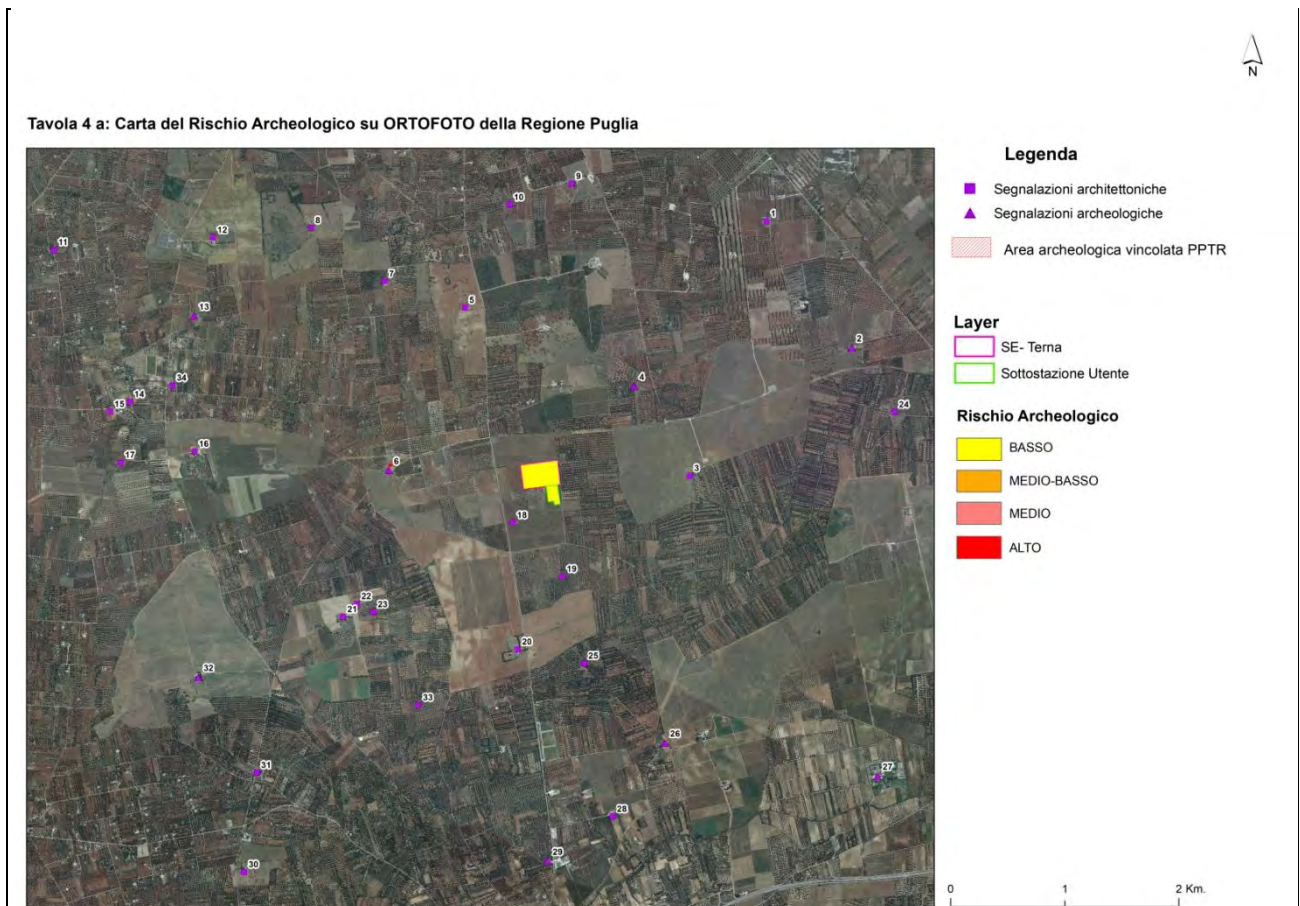 N
Tavola 4 a: Carta del Rischio Archeologico su ORTOFOTO della Regione Puglia
Legenda
Segnalazioni architettoniche
Segnalazioni archeologiche
Area archeologica vincolata PPTR
Layer
SE- Terna
Sottostazione Utente
Rischio Archeologico
BASSO
MEDIO-BASSO
MEDIO
ALTO
9
10
1
8
12
11
7
5
13
2
4
34
14
15
24
16
17
6
3
18
19
22
23
21
20
25
32
33
26
31
27
28
29
30
0 1 2 Km.